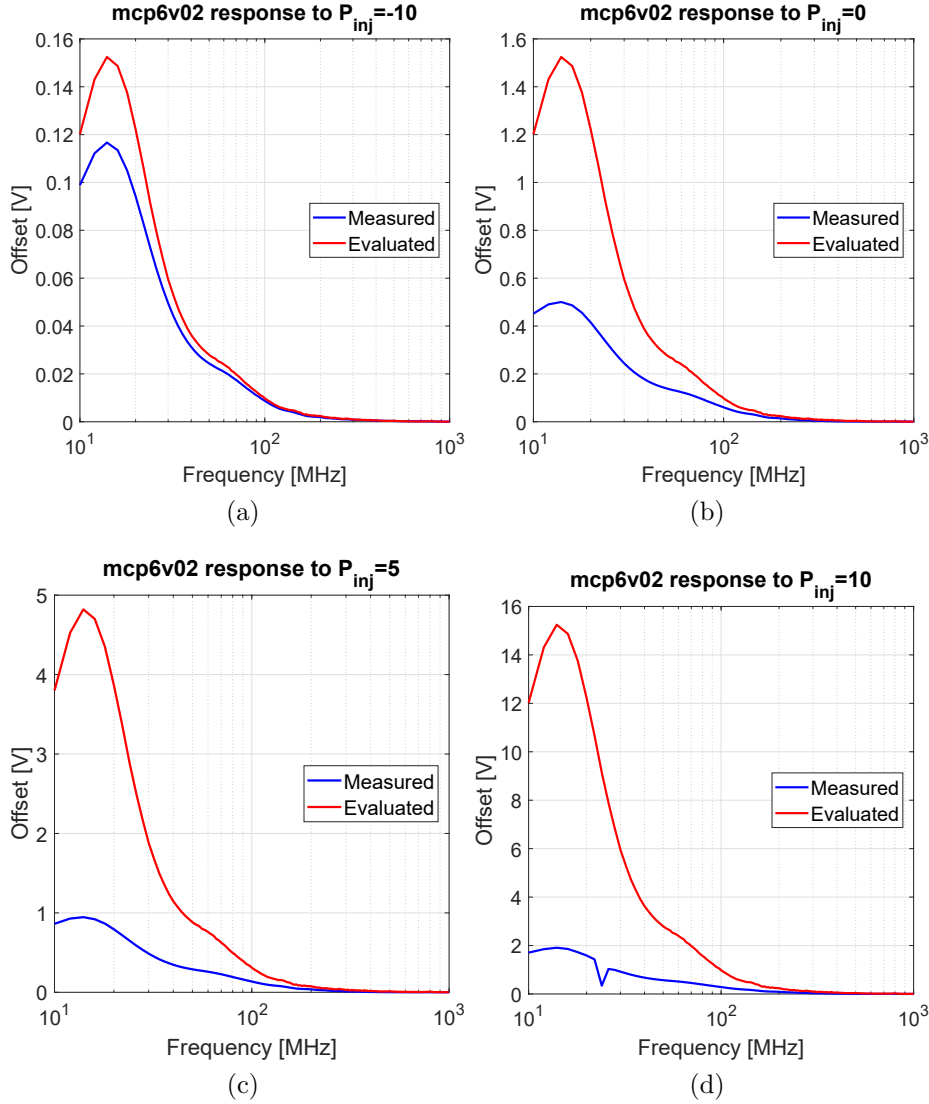 mcp6v02 response to P_inj=-10
0.16
0.14
0.12
0.1
0.08
0.06
0.04
0.02
0
Offset [V]
Measured
Evaluated
10^1
10^2
10^3
Frequency [MHz]
(a)
mcp6v02 response to P_inj=0
1.6
1.4
1.2
1
0.8
0.6
0.4
0.2
0
Offset [V]
Measured
Evaluated
10^1
10^2
10^3
Frequency [MHz]
(b)
mcp6v02 response to P_inj=5
5
4
3
2
1
0
Offset [V]
Measured
Evaluated
10^1
10^2
10^3
Frequency [MHz]
(c)
mcp6v02 response to P_inj=10
16
14
12
10
8
6
4
2
0
Offset [V]
Measured
Evaluated
10^1
10^2
10^3
Frequency [MHz]
(d)